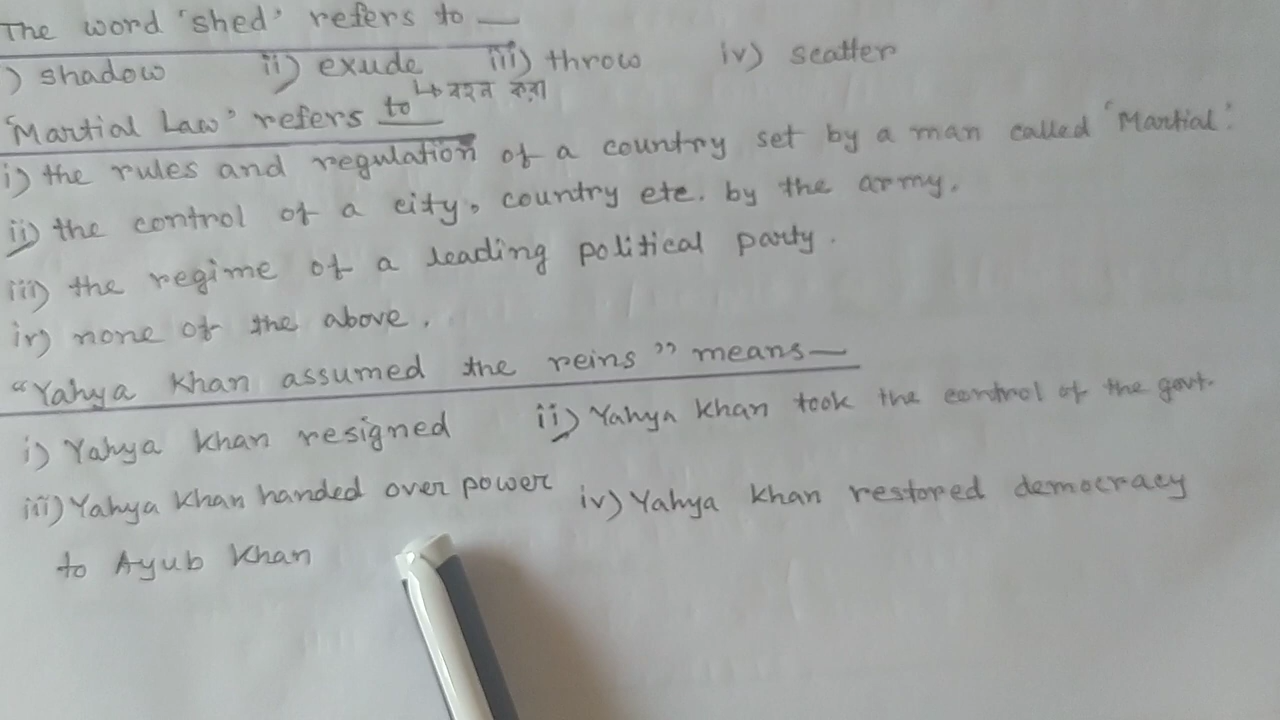 The word 'shed' refers to —
) shadow ii) exude iii) throw iv) scatter
↳ বহন করা
'Martial Law' refers to —
i) the rules and regulation of a country set by a man called 'Martial'.
ii) the control of a city, country etc. by the army.
iii) the regime of a leading political party.
iv) none of the above.
"Yahya Khan assumed the reins" means—
i) Yahya Khan resigned ii) Yahya Khan took the control of the govt.
iii) Yahya Khan handed over power iv) Yahya Khan restored democracy
to Ayub Khan